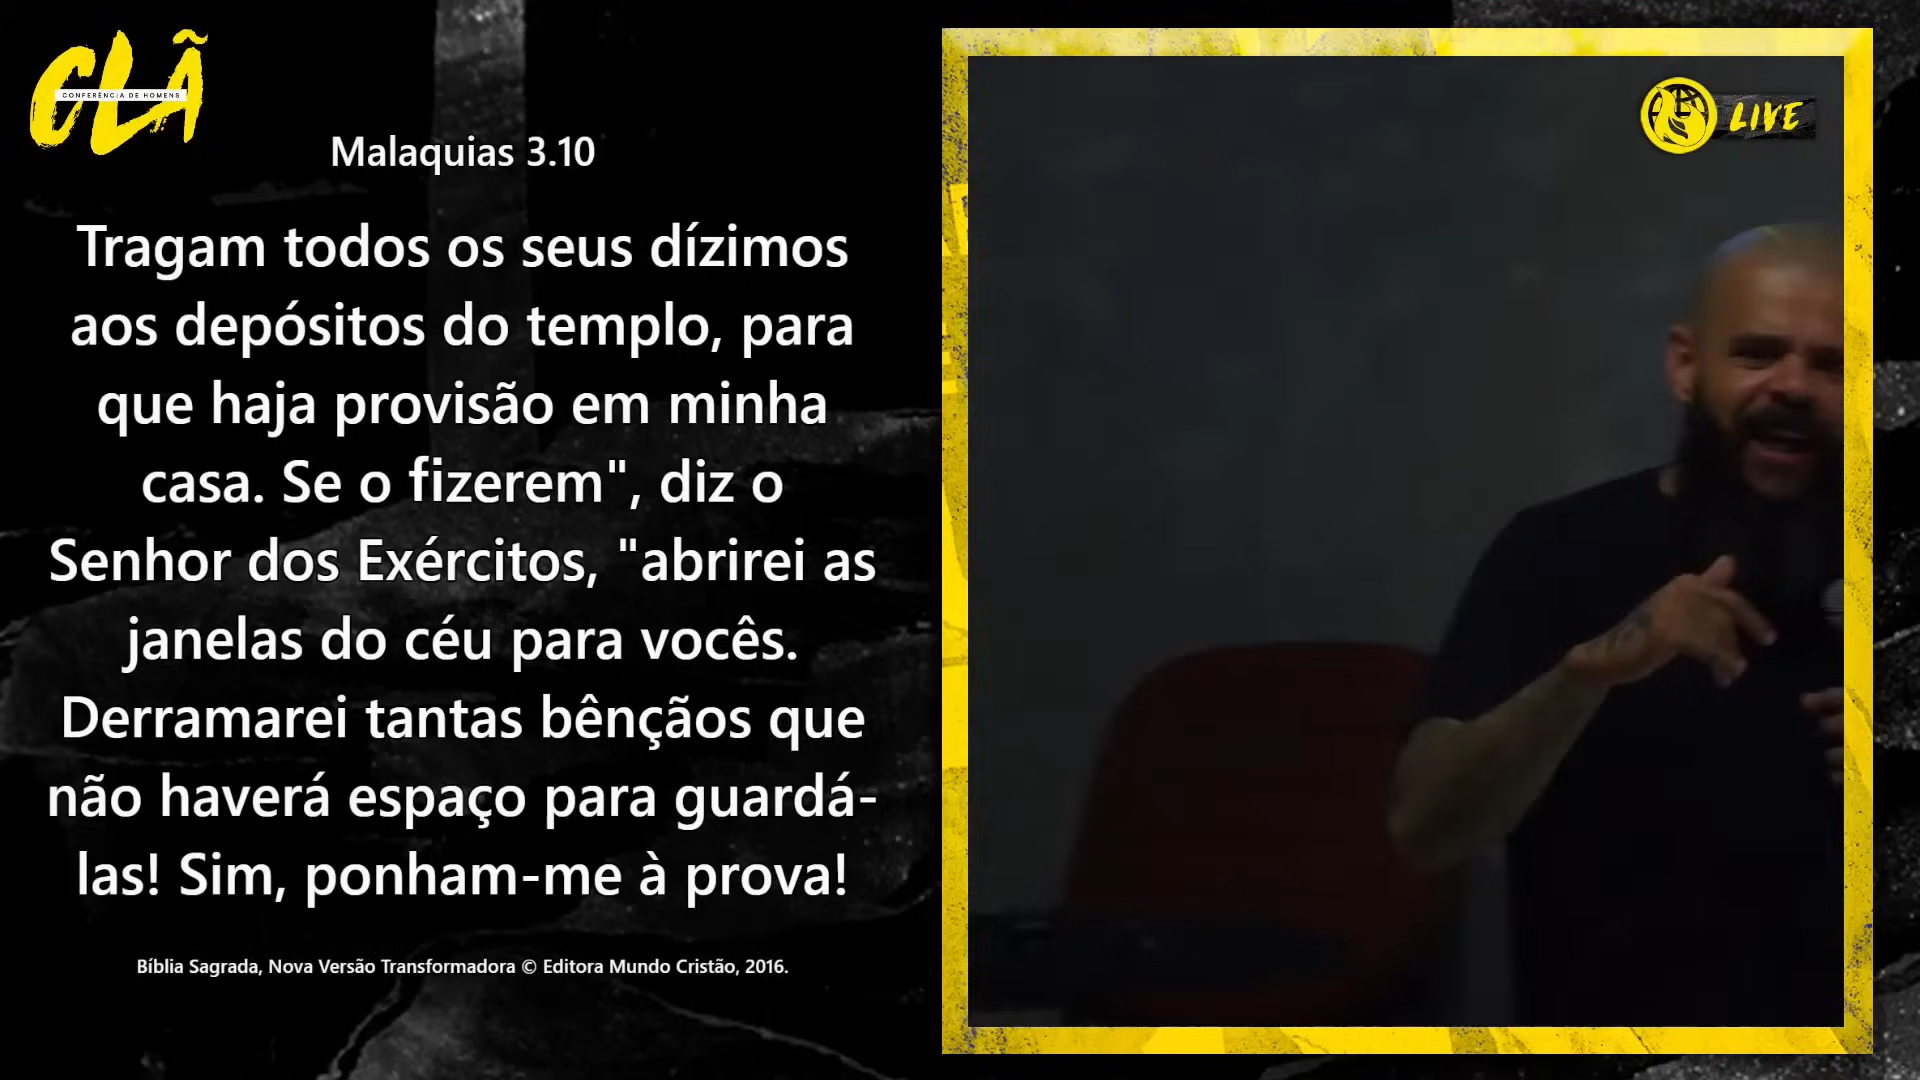 CLÃ
CONFERÊNCIA DE HOMENS
LIVE
Malaquias 3.10
Tragam todos os seus dízimos
aos depósitos do templo, para
que haja provisão em minha
casa. Se o fizerem", diz o
Senhor dos Exércitos, "abrirei as
janelas do céu para vocês.
Derramarei tantas bênçãos que
não haverá espaço para guardá-
las! Sim, ponham-me à prova!
Bíblia Sagrada, Nova Versão Transformadora © Editora Mundo Cristão, 2016.